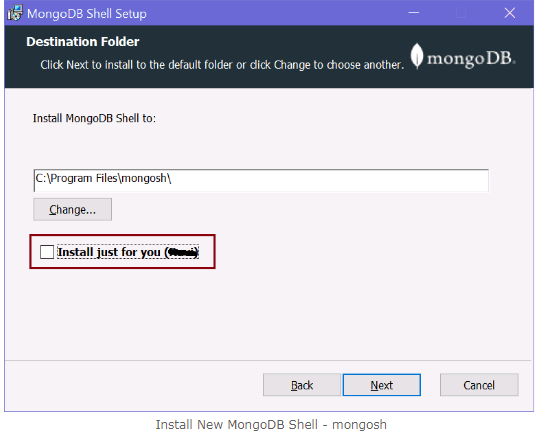 MongoDB Shell Setup
Destination Folder
Click Next to install to the default folder or click Change to choose another.
mongoDB.
Install MongoDB Shell to:
C:\Program Files\mongosh\
Change...
Install just for you (
Back
Next
Cancel
Install New MongoDB Shell - mongosh